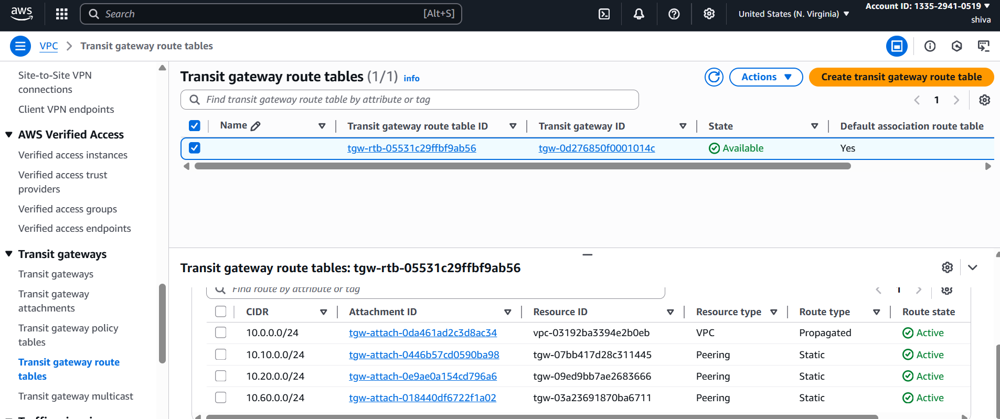 aws
Search [Alt+S]
United States (N. Virginia)
Account ID: 1335-2941-0519
shiva
VPC Transit gateway route tables
Site-to-Site VPN
connections
Client VPN endpoints
AWS Verified Access
Verified access instances
Verified access trust
providers
Verified access groups
Verified access endpoints
Transit gateways
Transit gateways
Transit gateway
attachments
Transit gateway policy
tables
Transit gateway route
tables
Transit gateway multicast
Transit gateway route tables (1/1) info
Actions
Create transit gateway route table
Find transit gateway route table by attribute or tag
1
Name Transit gateway route table ID Transit gateway ID State Default association route table
tgw-rtb-05531c29ffbf9ab56 tgw-0d276850f0001014c Available Yes
Transit gateway route tables: tgw-rtb-05531c29ffbf9ab56
Find route by attribute or tag
1
CIDR Attachment ID Resource ID Resource type Route type Route state
10.0.0.0/24 tgw-attach-0da461ad2c3d8ac34 vpc-03192ba3394e2b0eb VPC Propagated Active
10.10.0.0/24 tgw-attach-0446b57cd0590ba98 tgw-07bb417d28c311445 Peering Static Active
10.20.0.0/24 tgw-attach-0e9ae0a154cd796a6 tgw-09ed9bb7ae2683666 Peering Static Active
10.60.0.0/24 tgw-attach-018440df6722f1a02 tgw-03a23691870ba6711 Peering Static Active